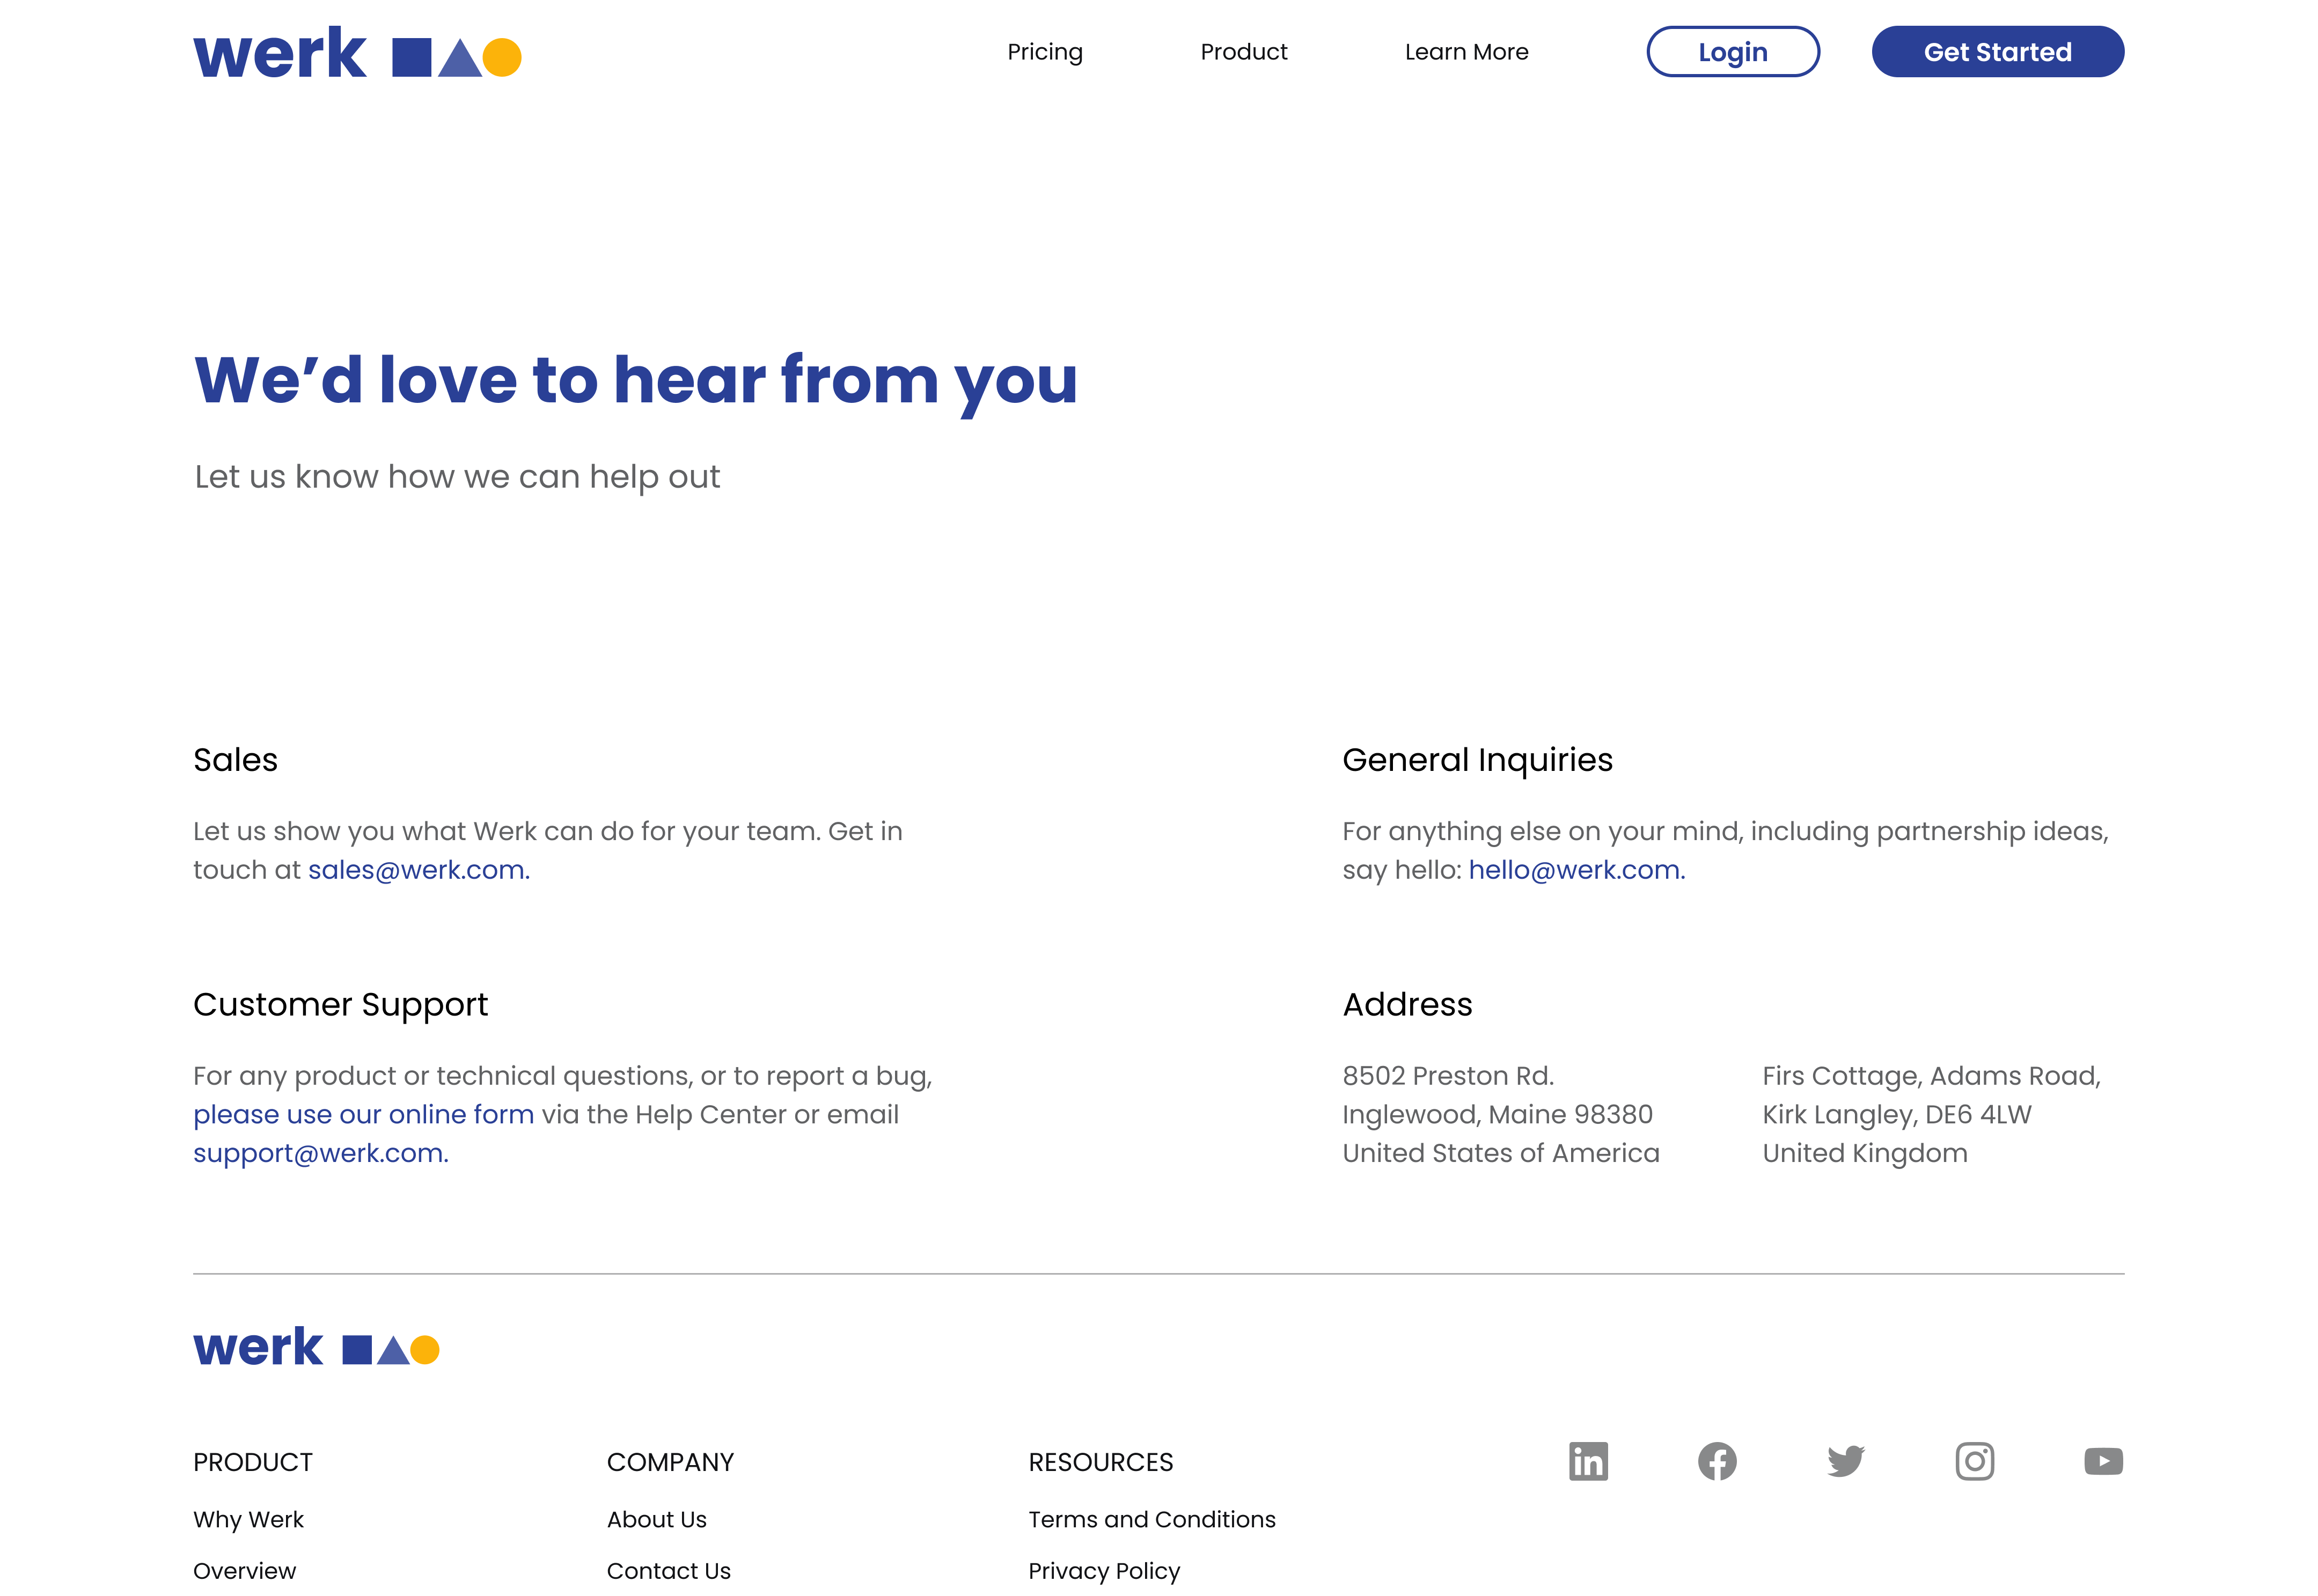 werk
Pricing
Product
Learn More
Login
Get Started
We’d love to hear from you
Let us know how we can help out
Sales
Let us show you what Werk can do for your team. Get in
touch at sales@werk.com.
General Inquiries
For anything else on your mind, including partnership ideas,
say hello: hello@werk.com.
Customer Support
For any product or technical questions, or to report a bug,
please use our online form via the Help Center or email
support@werk.com.
Address
8502 Preston Rd.
Inglewood, Maine 98380
United States of America
Firs Cottage, Adams Road,
Kirk Langley, DE6 4LW
United Kingdom
werk
PRODUCT
Why Werk
Overview
COMPANY
About Us
Contact Us
RESOURCES
Terms and Conditions
Privacy Policy
in